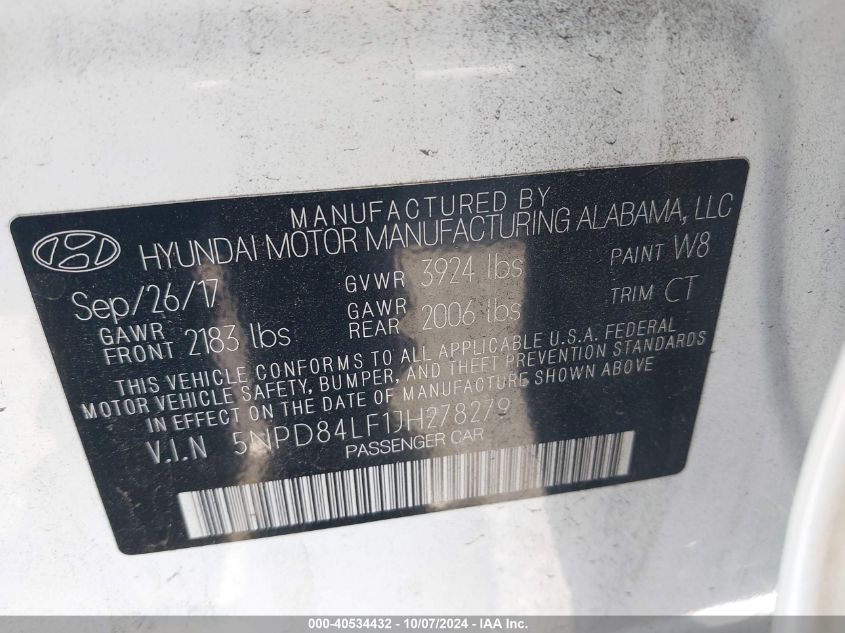 MANUFACTURED BY
HYUNDAI MOTOR MANUFACTURING ALABAMA, LLC
Sep/26/17 GVWR 3924 lbs PAINT W8
GAWR FRONT 2183 lbs GAWR REAR 2006 lbs TRIM CT
THIS VEHICLE CONFORMS TO ALL APPLICABLE U.S.A. FEDERAL
MOTOR VEHICLE SAFETY, BUMPER, AND THEFT PREVENTION STANDARDS
IN EFFECT ON THE DATE OF MANUFACTURE SHOWN ABOVE
V.I.N 5NPD84LF1JH278279
PASSENGER CAR
000-40534432 - 10/07/2024 - IAA Inc.